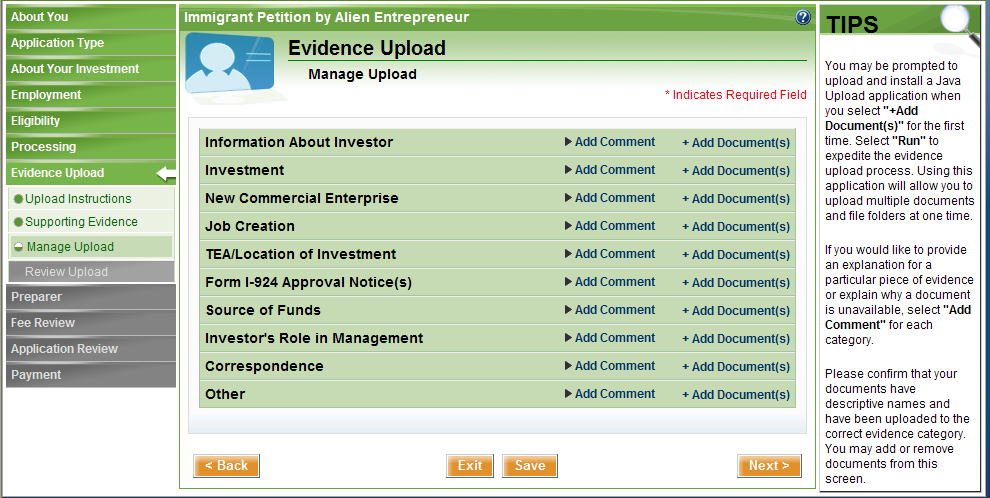 About You
Application Type
About Your Investment
Employment
Eligibility
Processing
Evidence Upload
Upload Instructions
Supporting Evidence
Manage Upload
Review Upload
Preparer
Fee Review
Application Review
Payment
Immigrant Petition by Alien Entrepreneur ?
Evidence Upload
Manage Upload
* Indicates Required Field
Information About Investor Add Comment + Add Document(s)
Investment Add Comment + Add Document(s)
New Commercial Enterprise Add Comment + Add Document(s)
Job Creation Add Comment + Add Document(s)
TEA/Location of Investment Add Comment + Add Document(s)
Form I-924 Approval Notice(s) Add Comment + Add Document(s)
Source of Funds Add Comment + Add Document(s)
Investor's Role in Management Add Comment + Add Document(s)
Correspondence Add Comment + Add Document(s)
Other Add Comment + Add Document(s)
< Back Exit Save Next >
TIPS
You may be prompted to
upload and install a Java
Upload application when
you select "+Add
Document(s)" for the first
time. Select "Run" to
expedite the evidence
upload process. Using this
application will allow you to
upload multiple documents
and file folders at one time.
If you would like to provide
an explanation for a
particular piece of evidence
or explain why a document
is unavailable, select "Add
Comment" for each
category.
Please confirm that your
documents have
descriptive names and
have been uploaded to the
correct evidence category.
You may add or remove
documents from this
screen.